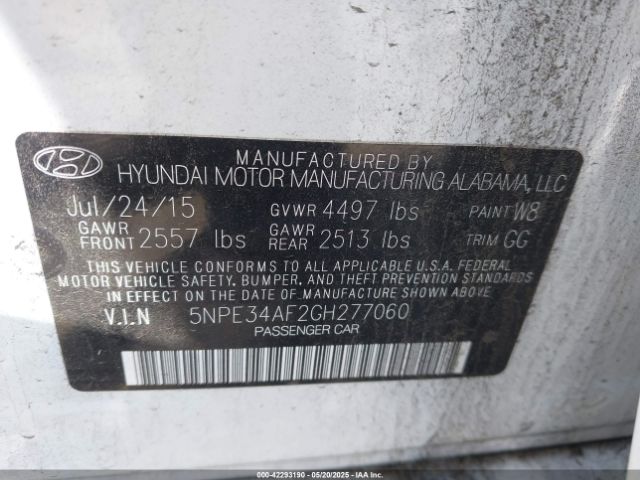 MANUFACTURED BY
HYUNDAI MOTOR MANUFACTURING ALABAMA, LLC
Jul/24/15 GVWR 4497 lbs PAINT W8
GAWR FRONT 2557 lbs GAWR REAR 2513 lbs TRIM GG
THIS VEHICLE CONFORMS TO ALL APPLICABLE U.S.A. FEDERAL
MOTOR VEHICLE SAFETY, BUMPER, AND THEFT PREVENTION
STANDARDS IN EFFECT ON THE DATE OF MANUFACTURE SHOWN ABOVE
V.I.N 5NPE34AF2GH277060
PASSENGER CAR
000-42293190 - 05/20/2025 - IAA, Inc.